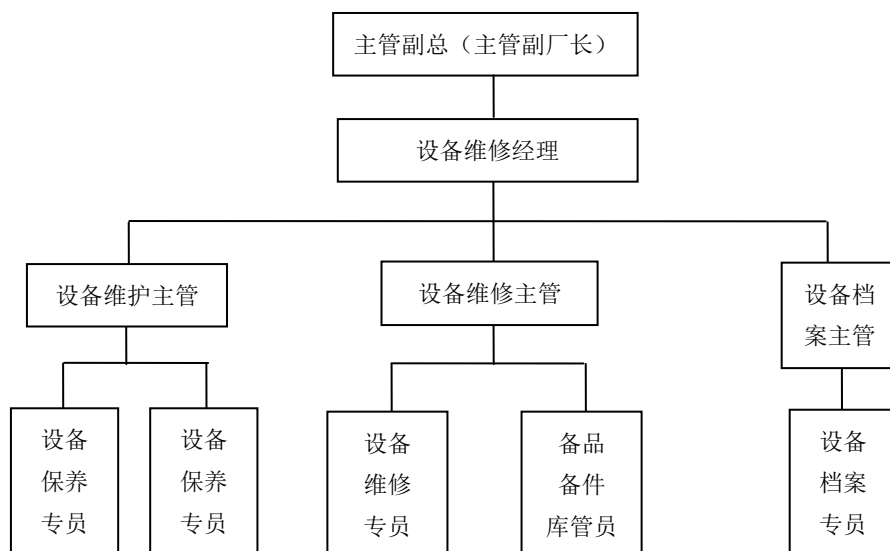 主管副总（主管副厂长）
设备维修经理
设备维护主管
设备维修主管
设备档
案主管
设备
保养
专员
设备
保养
专员
设备
维修
专员
备品
备件
库管员
设备
档案
专员